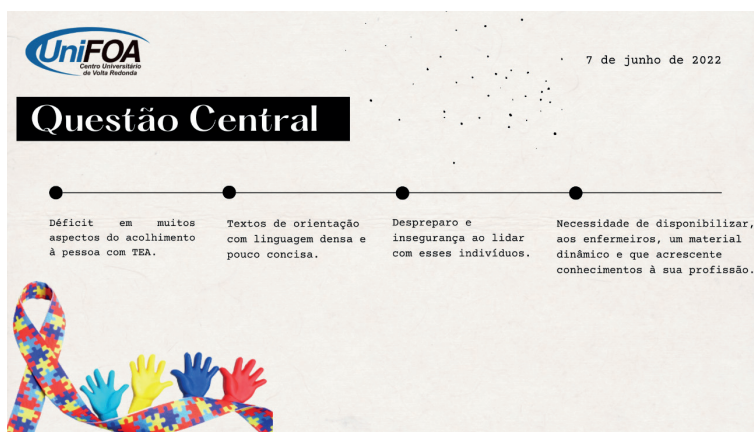 UniFOA
Centro Universitário
de Volta Redonda
7 de junho de 2022
Questão Central
Déficit em muitos
aspectos do acolhimento
à pessoa com TEA.
Textos de orientação
com linguagem densa e
pouco concisa.
Despreparo e
insegurança ao lidar
com esses indivíduos.
Necessidade de disponibilizar,
aos enfermeiros, um material
dinâmico e que acrescente
conhecimentos à sua profissão.